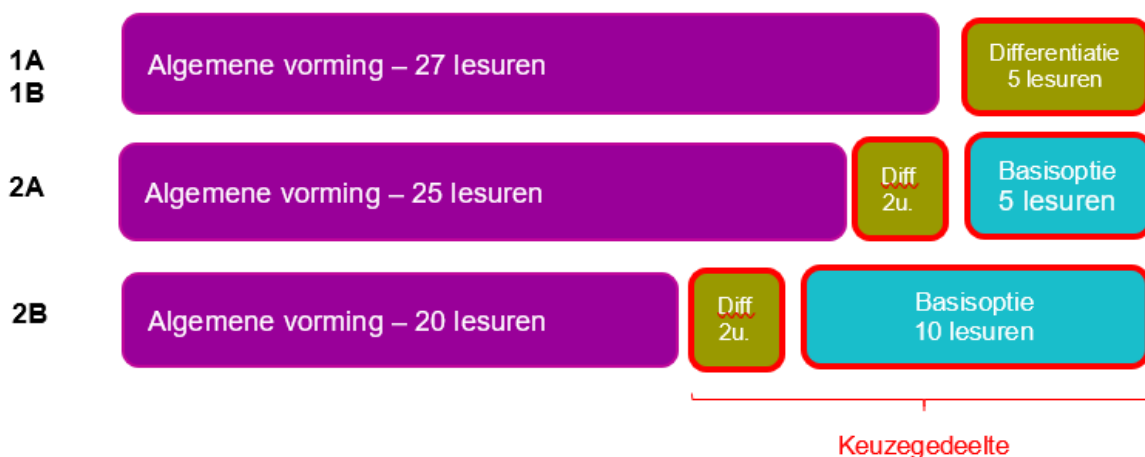 1A
1B
Algemene vorming – 27 lesuren
Differentiatie
5 lesuren
2A
Algemene vorming – 25 lesuren
Diff
2u.
Basisoptie
5 lesuren
2B
Algemene vorming – 20 lesuren
Diff
2u.
Basisoptie
10 lesuren
Keuzegedeelte